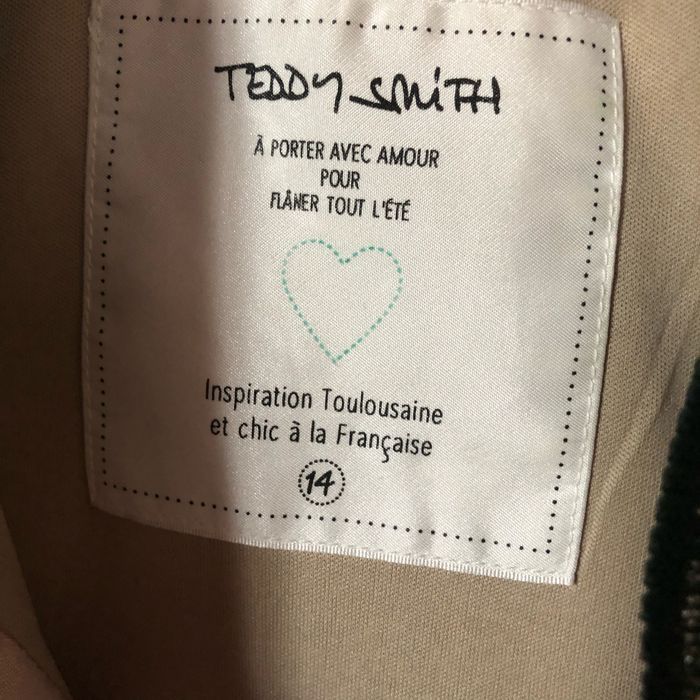 TEDDY SMITH
À PORTER AVEC AMOUR
POUR
FLÂNER TOUT L'ÉTÉ
Inspiration Toulousaine
et chic à la Française
14